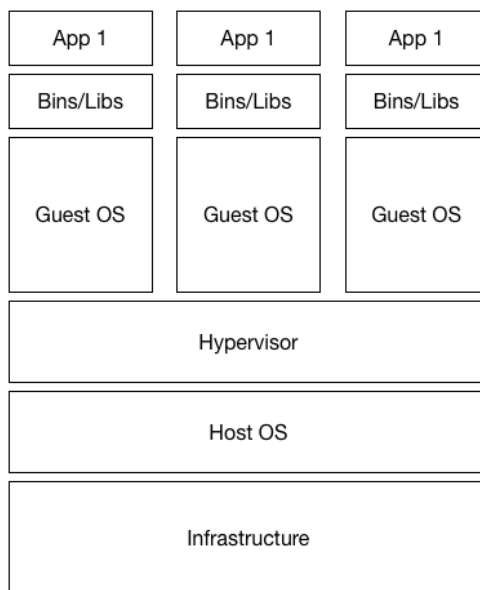 App 1 App 1 App 1
Bins/Libs Bins/Libs Bins/Libs
Guest OS Guest OS Guest OS
Hypervisor
Host OS
Infrastructure